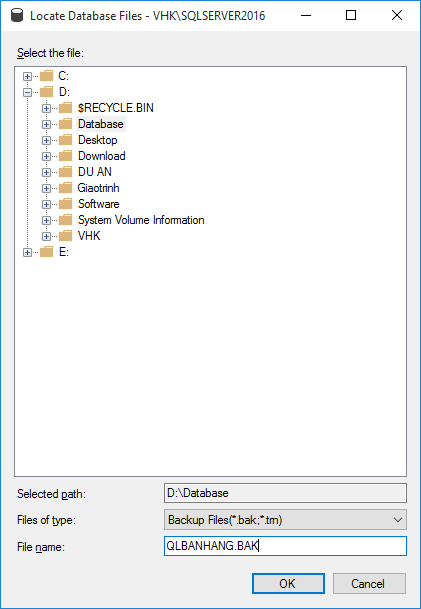 Locate Database Files - VHK\SQLSERVER2016
Select the file:
C:
D:
$RECYCLE.BIN
Database
Desktop
Download
DU AN
Giaotrinh
Software
System Volume Information
VHK
E:
Selected path: D:\Database
Files of type: Backup Files(*.bak;*.trn)
File name: QLBANHANG.BAK
OK Cancel